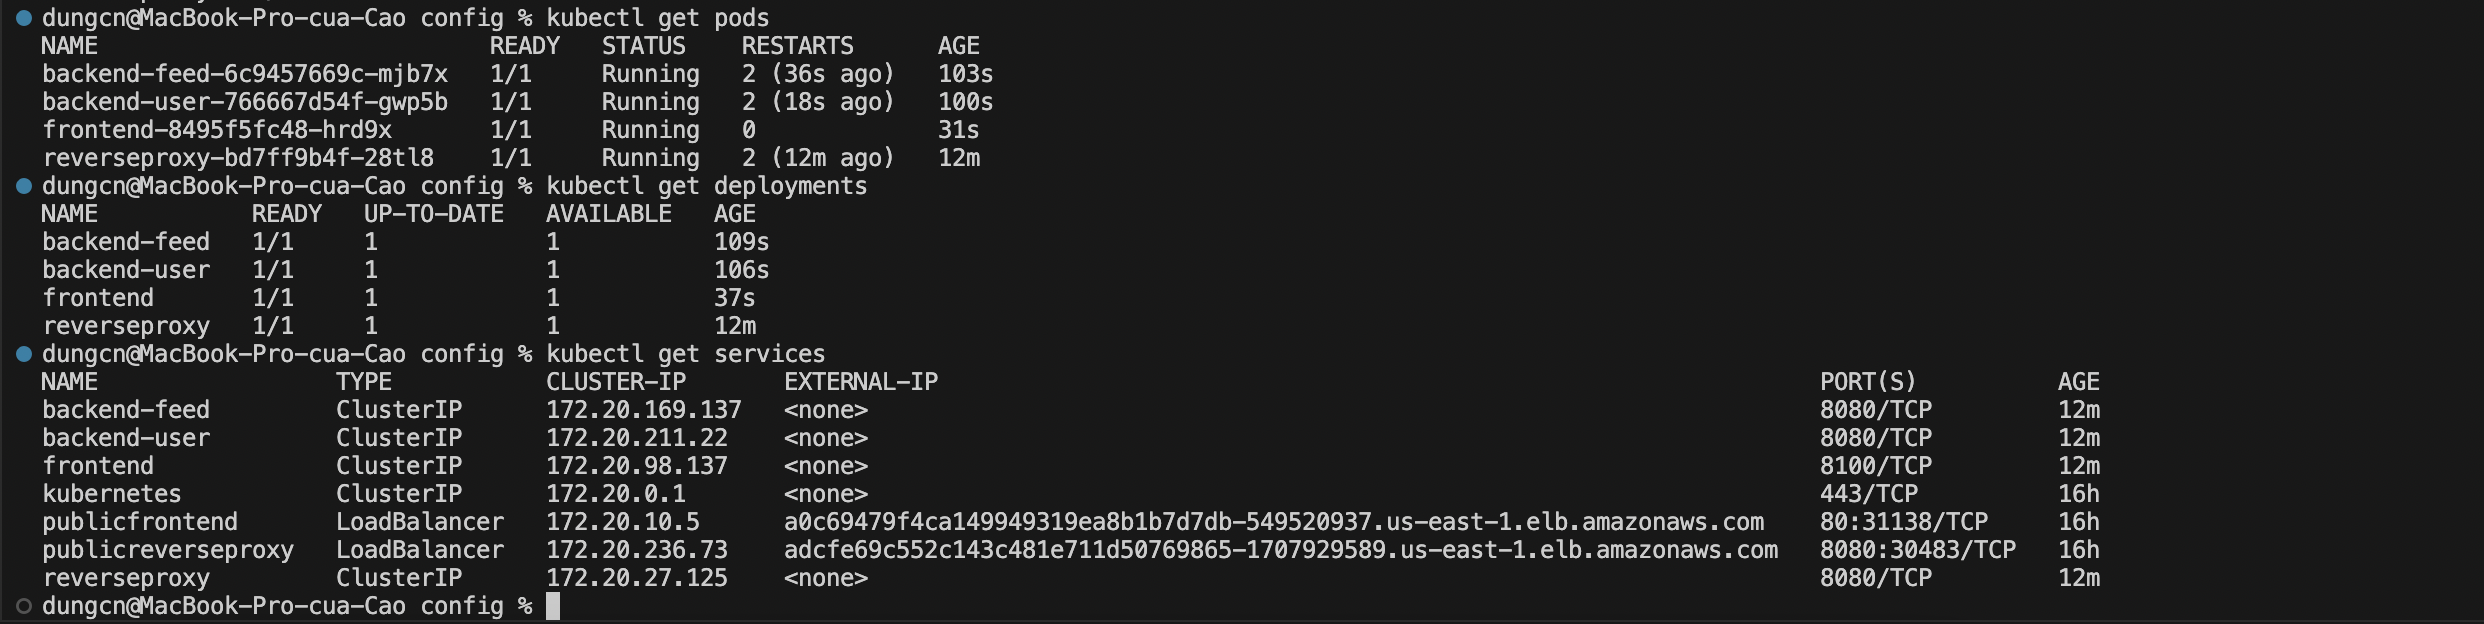 dungcn@MacBook-Pro-cua-Cao config % kubectl get pods
NAME                            READY   STATUS    RESTARTS      AGE
backend-feed-6c9457669c-mjb7x   1/1     Running   2 (36s ago)   103s
backend-user-766667d54f-gwp5b   1/1     Running   2 (18s ago)   100s
frontend-8495f5fc48-hrd9x       1/1     Running   0             31s
reverseproxy-bd7ff9b4f-28tl8    1/1     Running   2 (12m ago)   12m
dungcn@MacBook-Pro-cua-Cao config % kubectl get deployments
NAME           READY   UP-TO-DATE   AVAILABLE   AGE
backend-feed   1/1     1            1           109s
backend-user   1/1     1            1           106s
frontend       1/1     1            1           37s
reverseproxy   1/1     1            1           12m
dungcn@MacBook-Pro-cua-Cao config % kubectl get services
NAME                 TYPE           CLUSTER-IP       EXTERNAL-IP                                                               PORT(S)          AGE
backend-feed         ClusterIP      172.20.169.137   <none>                                                                    8080/TCP         12m
backend-user         ClusterIP      172.20.211.22    <none>                                                                    8080/TCP         12m
frontend             ClusterIP      172.20.98.137    <none>                                                                    8100/TCP         12m
kubernetes           ClusterIP      172.20.0.1       <none>                                                                    443/TCP          16h
publicfrontend       LoadBalancer   172.20.10.5      a0c69479f4ca149949319ea8b1b7d7db-549520937.us-east-1.elb.amazonaws.com    80:31138/TCP     16h
publicreverseproxy   LoadBalancer   172.20.236.73    adcfe69c552c143c481e711d50769865-1707929589.us-east-1.elb.amazonaws.com   8080:30483/TCP   16h
reverseproxy         ClusterIP      172.20.27.125    <none>                                                                    8080/TCP         12m
dungcn@MacBook-Pro-cua-Cao config %